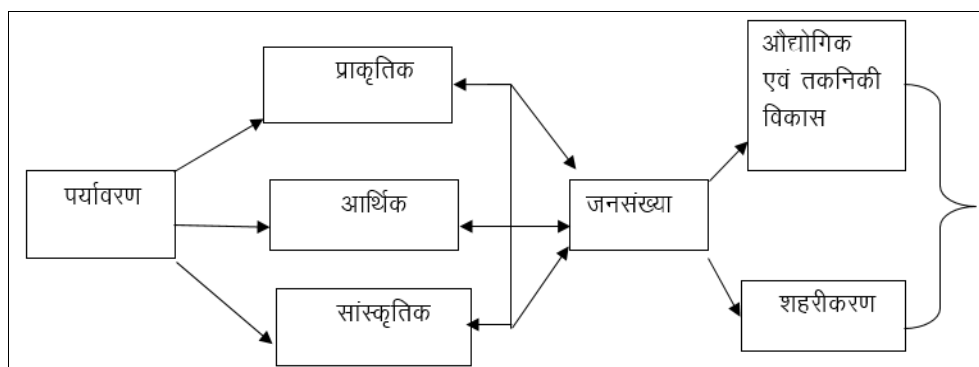 पर्यावरण
प्राकृतिक
आर्थिक
सांस्कृतिक
जनसंख्या
औद्योगिक
एवं तकनिकी
विकास
शहरीकरण